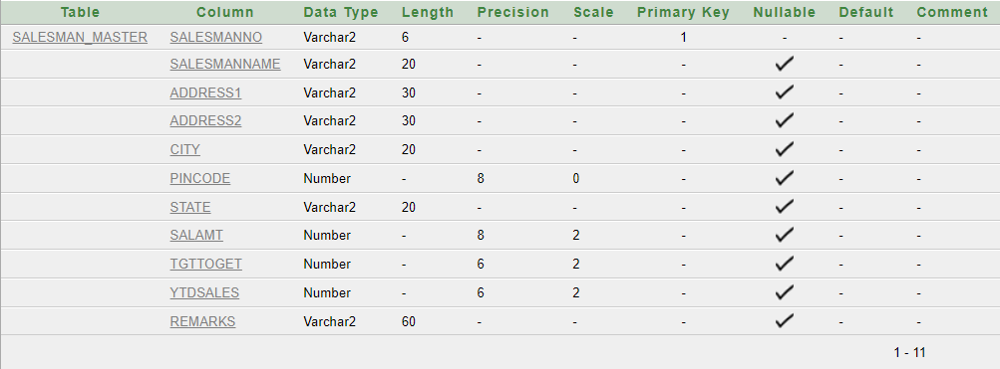 Table Column Data Type Length Precision Scale Primary Key Nullable Default Comment
SALESMAN_MASTER SALESMANNO Varchar2 6 - - 1 - - -
SALESMANNAME Varchar2 20 - - - ✓ - -
ADDRESS1 Varchar2 30 - - - ✓ - -
ADDRESS2 Varchar2 30 - - - ✓ - -
CITY Varchar2 20 - - - ✓ - -
PINCODE Number - 8 0 - ✓ - -
STATE Varchar2 20 - - - ✓ - -
SALAMT Number - 8 2 - ✓ - -
TGTTOGET Number - 6 2 - ✓ - -
YTDSALES Number - 6 2 - ✓ - -
REMARKS Varchar2 60 - - - ✓ - -
1 - 11